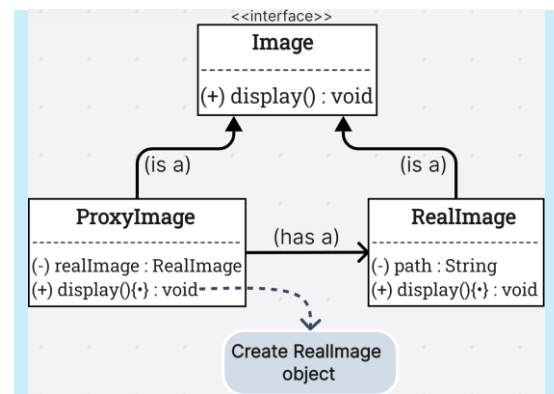 <<interface>>
Image
(+) display() : void
(is a)
(is a)
ProxyImage
(-) realImage : RealImage
(+) display(){•} : void
(has a)
RealImage
(-) path : String
(+) display(){•} : void
Create RealImage
object